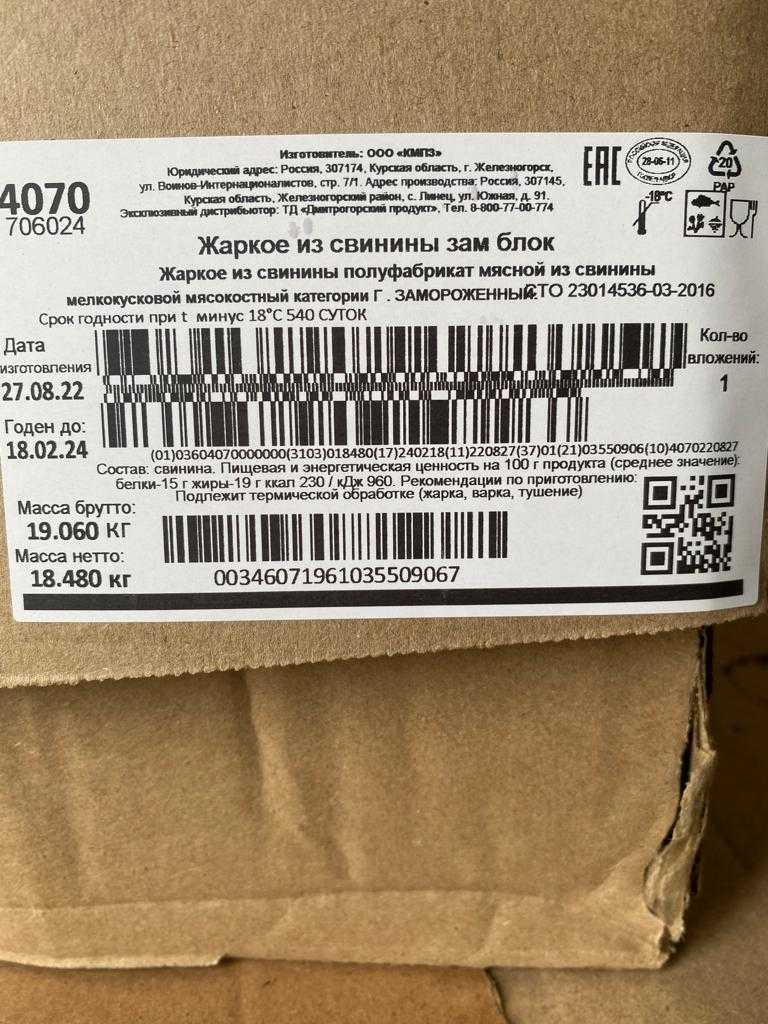 Изготовитель: ООО «КМПЗ»
Юридический адрес: Россия, 307174, Курская область, г. Железногорск,
ул. Воинов-Интернационалистов, стр. 7/1. Адрес производства: Россия, 307145,
Курская область, Железногорский район, с. Линец, ул. Южная, д. 91.
Эксклюзивный дистрибьютор: ТД «Дмитрогорский продукт», Тел. 8-800-77-00-774
4070
706024
EAC
РОССИЙСКАЯ ФЕДЕРАЦИЯ
28-06-11
20
PAP
-18°C
Жаркое из свинины зам блок
Жаркое из свинины полуфабрикат мясной из свинины
мелкокусковой мясокостный категории Г . ЗАМОРОЖЕННЫЙ.СТО 23014536-03-2016
Срок годности при t минус 18°С 540 СУТОК
Дата
изготовления
27.08.22
Кол-во
вложений:
1
Годен до:
18.02.24
(01)03604070000000(3103)018480(17)240218(11)220827(37)01(21)03550906(10)4070220827
Состав: свинина. Пищевая и энергетическая ценность на 100 г продукта (среднее значение):
белки-15 г жиры-19 г ккал 230 / кДж 960. Рекомендации по приготовлению:
Подлежит термической обработке (жарка, варка, тушение)
Масса брутто:
19.060 КГ
Масса нетто:
18.480 кг
00346071961035509067